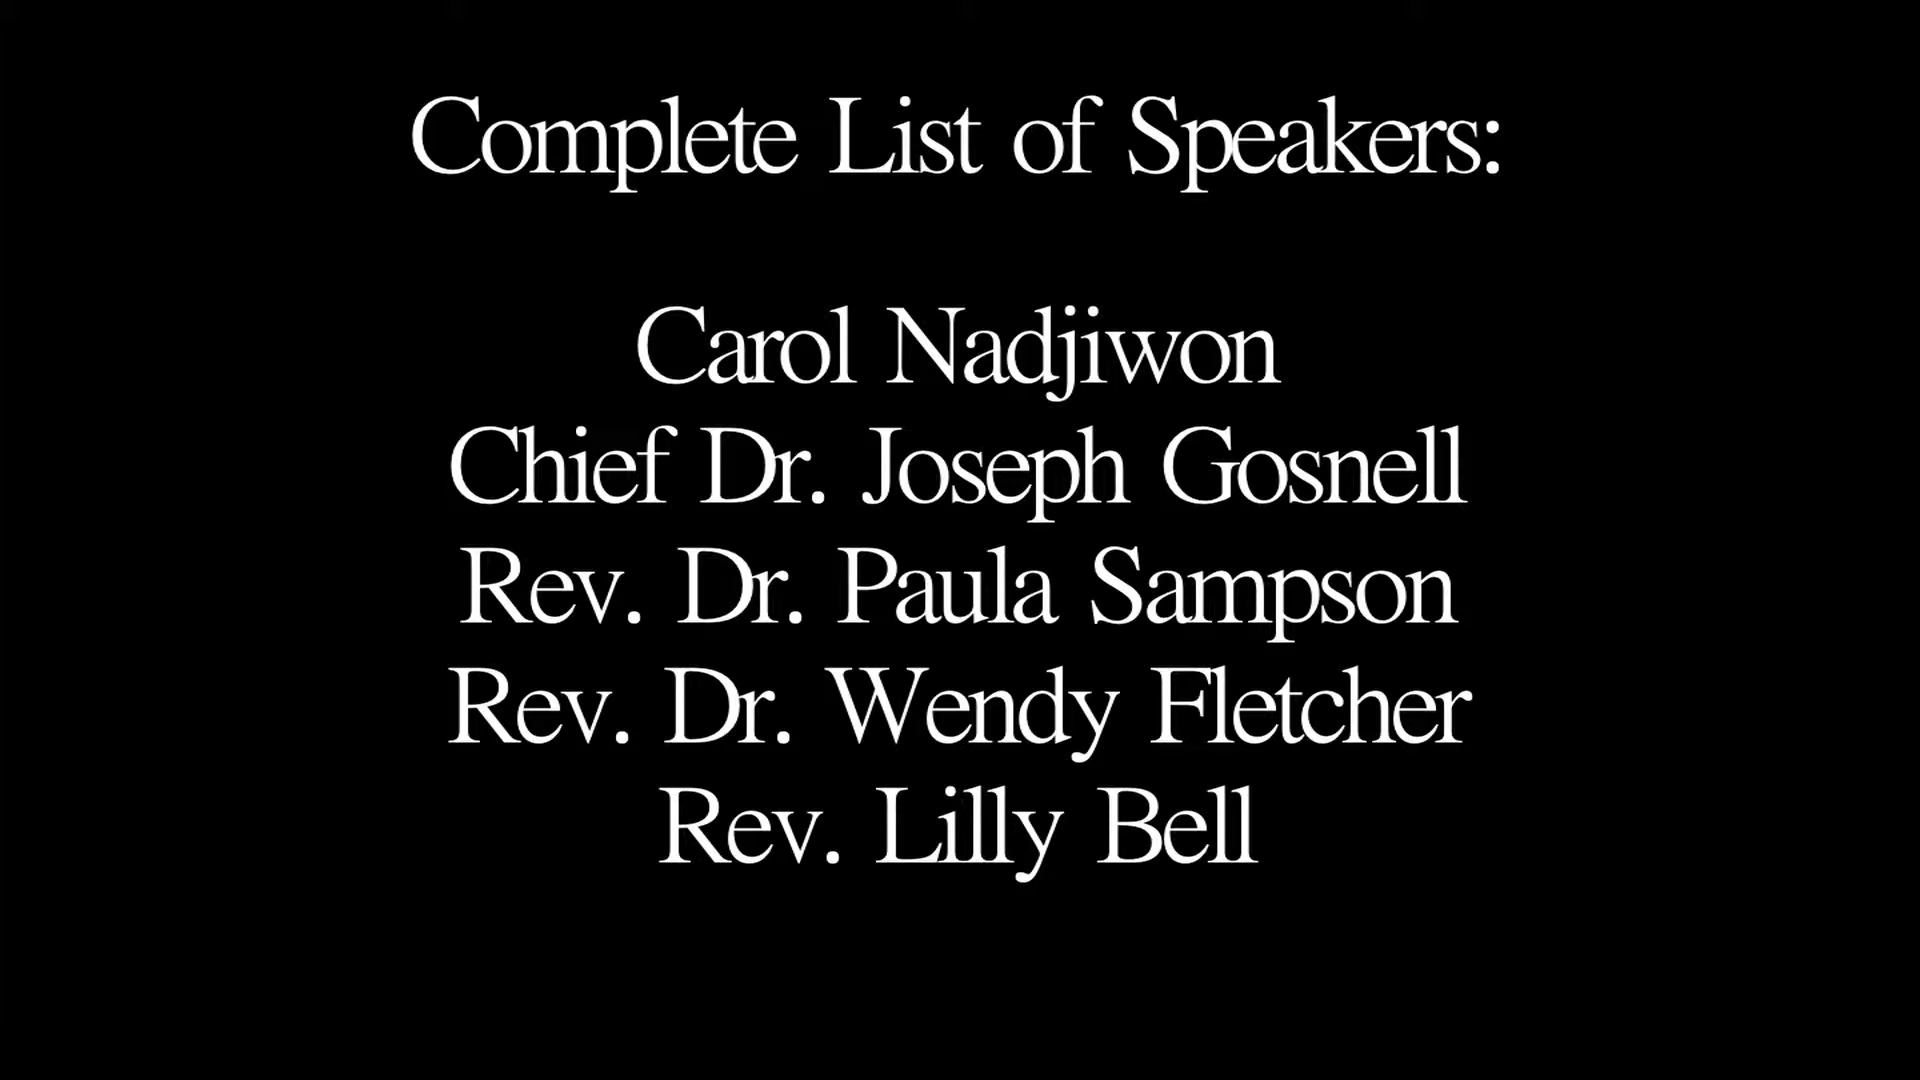 Complete List of Speakers:
Carol Nadjiwon
Chief Dr. Joseph Gosnell
Rev. Dr. Paula Sampson
Rev. Dr. Wendy Fletcher
Rev. Lilly Bell